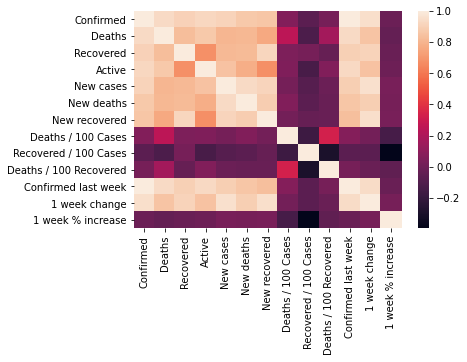 Confirmed
Deaths
Recovered
Active
New cases
New deaths
New recovered
Deaths / 100 Cases
Recovered / 100 Cases
Deaths / 100 Recovered
Confirmed last week
1 week change
1 week % increase
Confirmed
Deaths
Recovered
Active
New cases
New deaths
New recovered
Deaths / 100 Cases
Recovered / 100 Cases
Deaths / 100 Recovered
Confirmed last week
1 week change
1 week % increase
1.0
0.8
0.6
0.4
0.2
0.0
−0.2